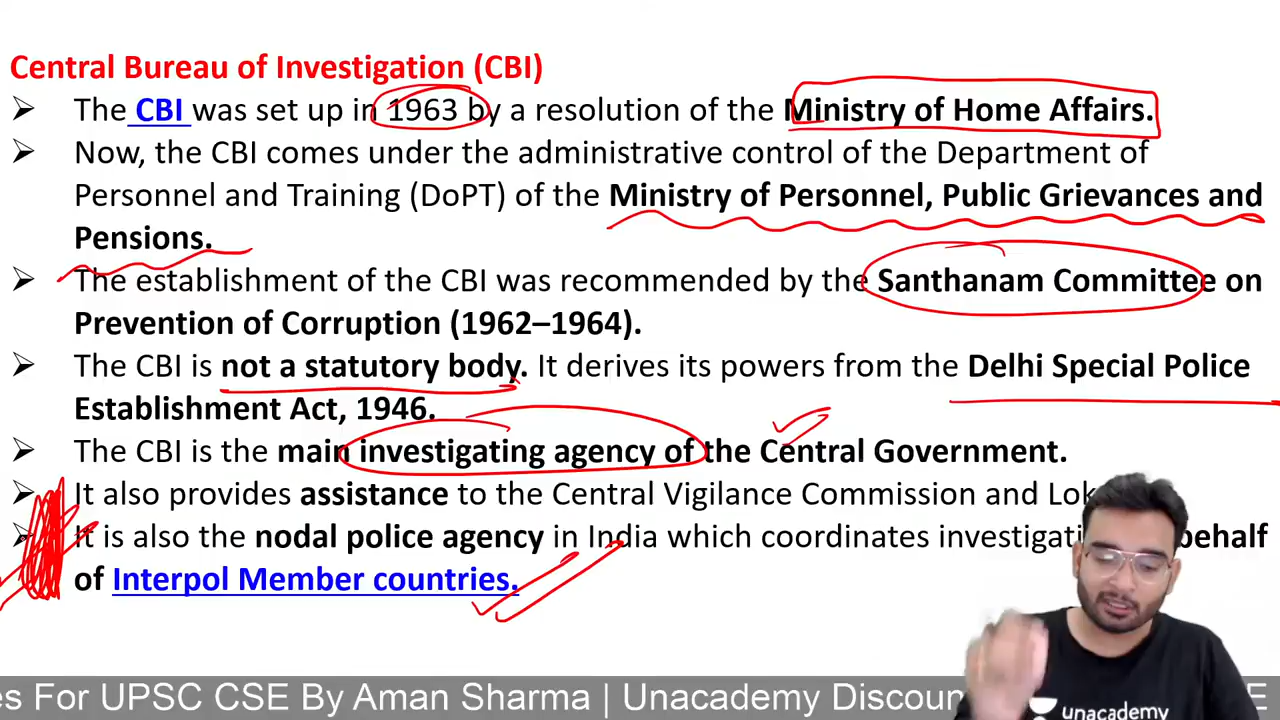 Central Bureau of Investigation (CBI)
➢ The CBI was set up in 1963 by a resolution of the Ministry of Home Affairs.
➢ Now, the CBI comes under the administrative control of the Department of
Personnel and Training (DoPT) of the Ministry of Personnel, Public Grievances and
Pensions.
➢ The establishment of the CBI was recommended by the Santhanam Committee on
Prevention of Corruption (1962–1964).
➢ The CBI is not a statutory body. It derives its powers from the Delhi Special Police
Establishment Act, 1946.
➢ The CBI is the main investigating agency of the Central Government.
➢ It also provides assistance to the Central Vigilance Commission and
➢ It is also the nodal police agency in India which coordinates behalf
of Interpol Member countries.
For UPSC CSE By Aman Sharma | Unacademy
unacademy